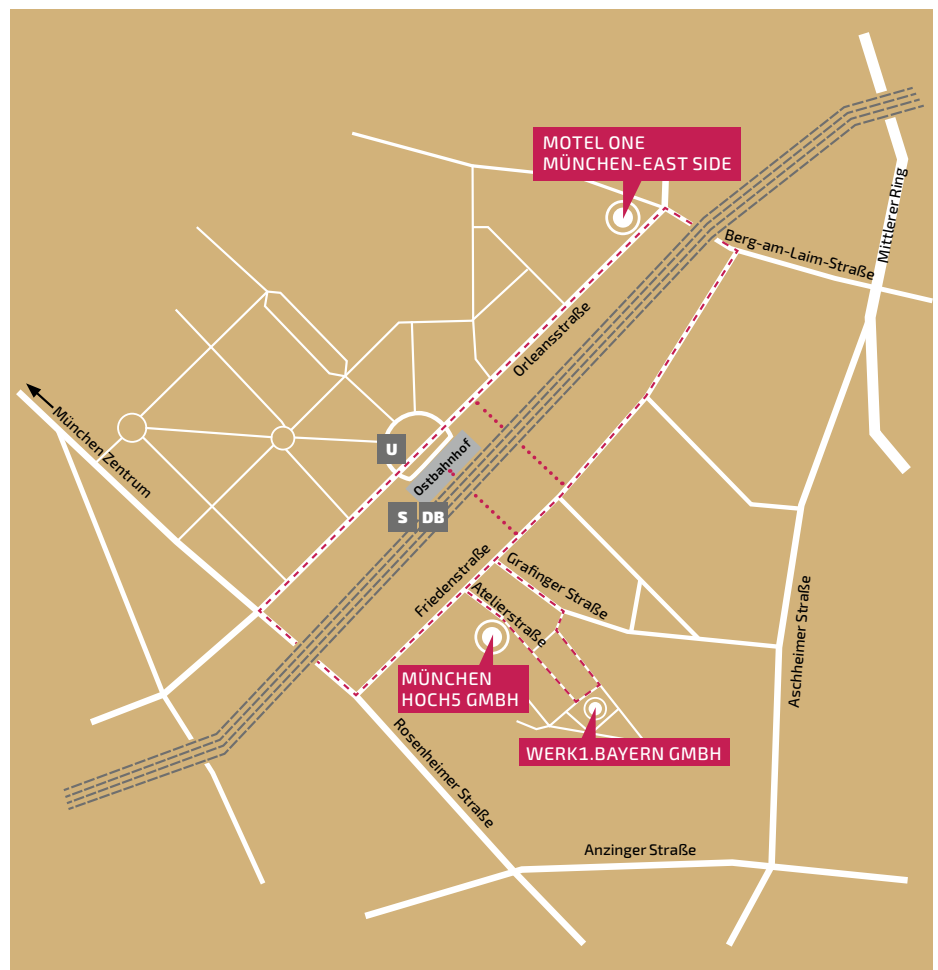 MOTEL ONE
MÜNCHEN-EAST SIDE
Mittlerer Ring
Berg-am-Laim-Straße
Orleansstraße
München Zentrum
U
Ostbahnhof
S
DB
Friedenstraße
Grafinger Straße
Atelierstraße
Aschheimer Straße
MÜNCHEN
HOCH5 GMBH
WERK1.BAYERN GMBH
Rosenheimer Straße
Anzinger Straße